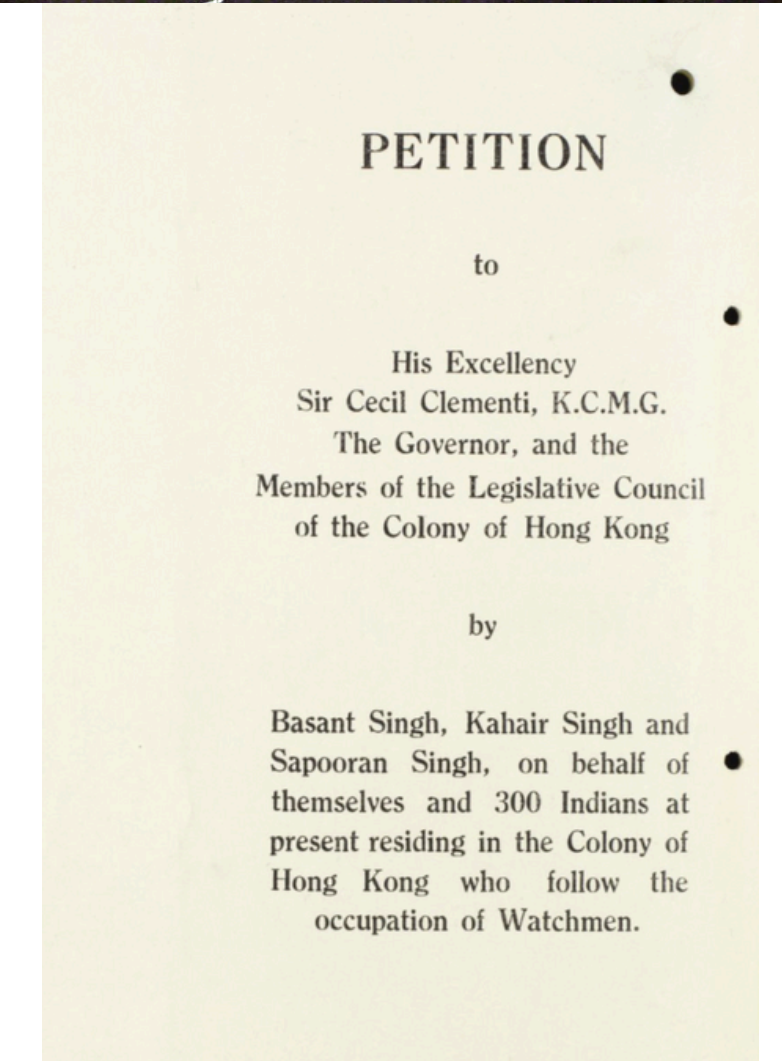 PETITION
to
His Excellency
Sir Cecil Clementi, K.C.M.G.
The Governor, and the
Members of the Legislative Council
of the Colony of Hong Kong
by
Basant Singh, Kahair Singh and
Sapooran Singh, on behalf of
themselves and 300 Indians at
present residing in the Colony of
Hong Kong who follow the
occupation of Watchmen.